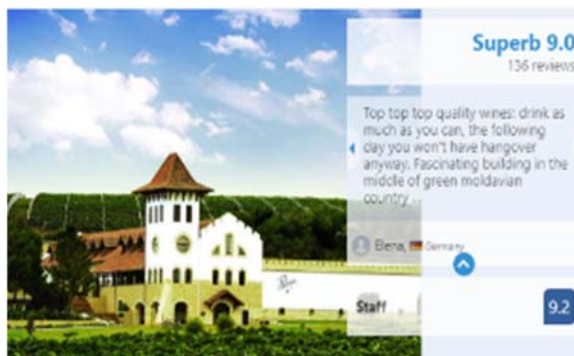 Superb 9.0
136 reviews
Top top top quality wines: drink as
much as you can, the following
day you won't have hangover
anyway. Fascinating building in the
middle of green moldavian
country ...
Elena, Germany
Staff
9.2